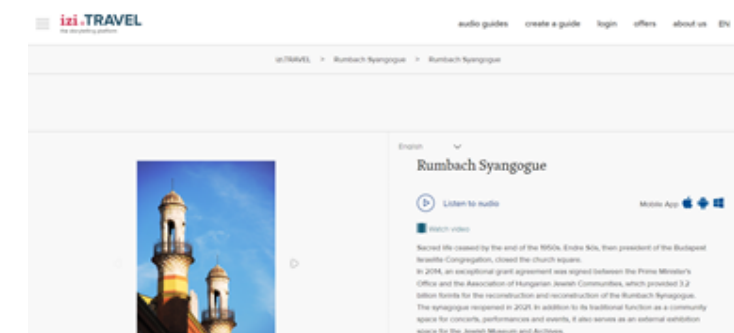 izi.TRAVEL
the storytelling platform
audio guides create a guide login offers about us EN
izi.TRAVEL > Rumbach Syangogue > Rumbach Syangogue
English
Rumbach Syangogue
Listen to audio
Mobile App
Watch video
Sacred life ceased by the end of the 1950s. Endre Sós, then president of the Budapest
Israelite Congregation, closed the church square.
In 2014, an exceptional grant agreement was signed between the Prime Minister's
Office and the Association of Hungarian Jewish Communities, which provided 3.2
billion forints for the reconstruction and reconstruction of the Rumbach Synagogue.
The synagogue reopened in 2021. In addition to its traditional function as a community
space for concerts, performances and events, it also serves as an external exhibition
space for the Jewish Museum and Archives.